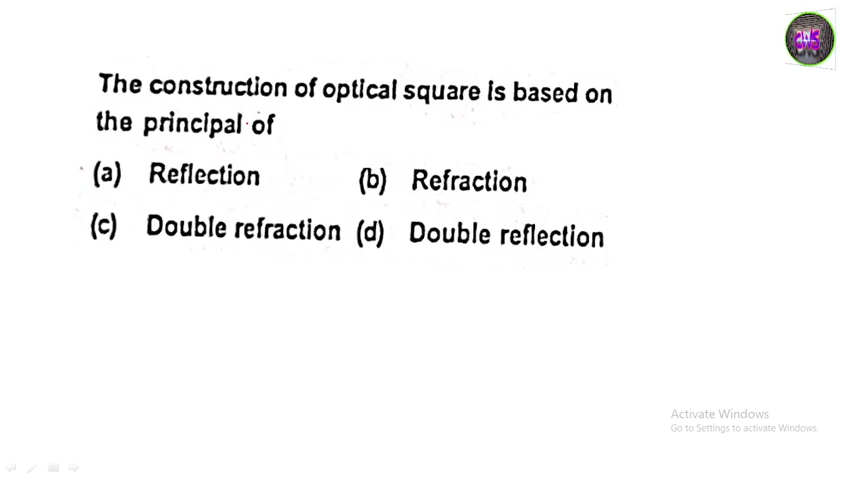 The construction of optical square is based on
the principal of
(a) Reflection (b) Refraction
(c) Double refraction (d) Double reflection
Activate Windows
Go to Settings to activate Windows.